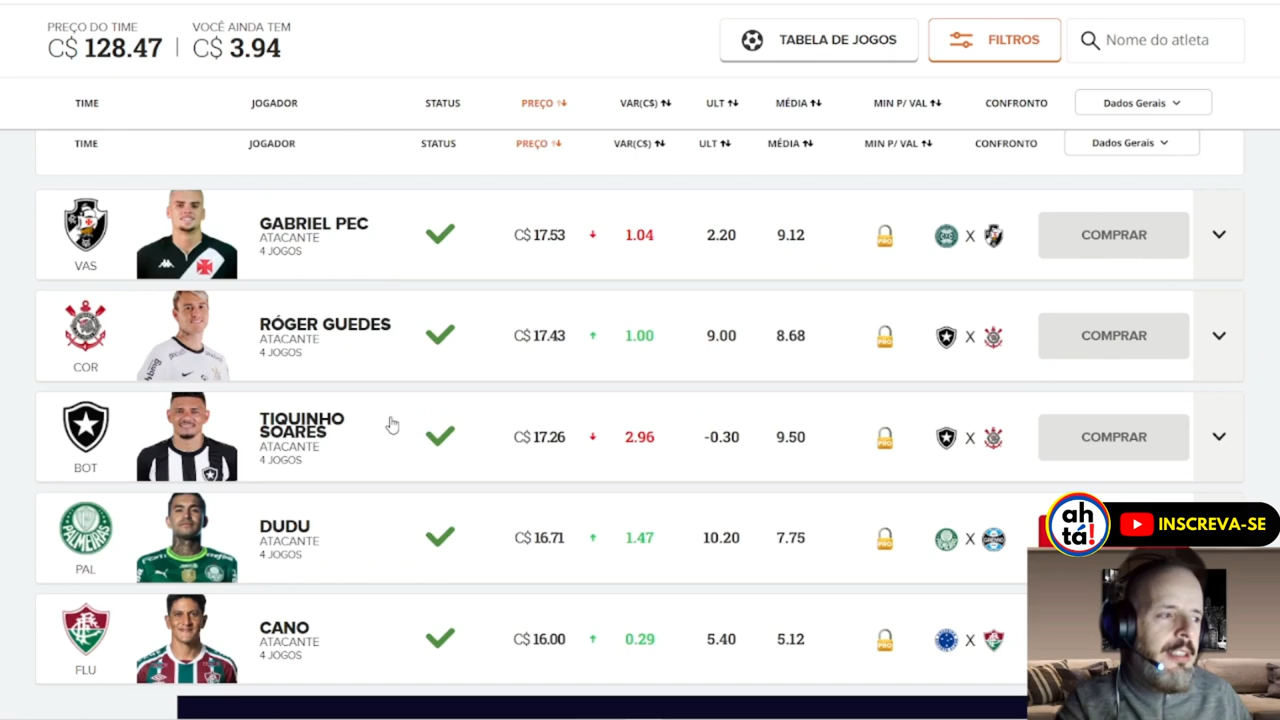 PREÇO DO TIME
C$ 128.47
VOCÊ AINDA TEM
C$ 3.94
TABELA DE JOGOS
FILTROS
Nome do atleta
TIME JOGADOR STATUS PREÇO VAR(C$) ULT MÉDIA MIN P/ VAL CONFRONTO Dados Gerais
TIME JOGADOR STATUS PREÇO VAR(C$) ULT MÉDIA MIN P/ VAL CONFRONTO Dados Gerais
VAS
GABRIEL PEC
ATACANTE
4 JOGOS
C$ 17.53 1.04 2.20 9.12 PRO X COMPRAR
COR
RÓGER GUEDES
ATACANTE
4 JOGOS
C$ 17.43 1.00 9.00 8.68 PRO X COMPRAR
BOT
TIQUINHO
SOARES
ATACANTE
4 JOGOS
C$ 17.26 2.96 -0.30 9.50 PRO X COMPRAR
PAL
DUDU
ATACANTE
4 JOGOS
C$ 16.71 1.47 10.20 7.75 PRO X
FLU
CANO
ATACANTE
4 JOGOS
C$ 16.00 0.29 5.40 5.12 PRO X
ah
tá!
INSCREVA-SE